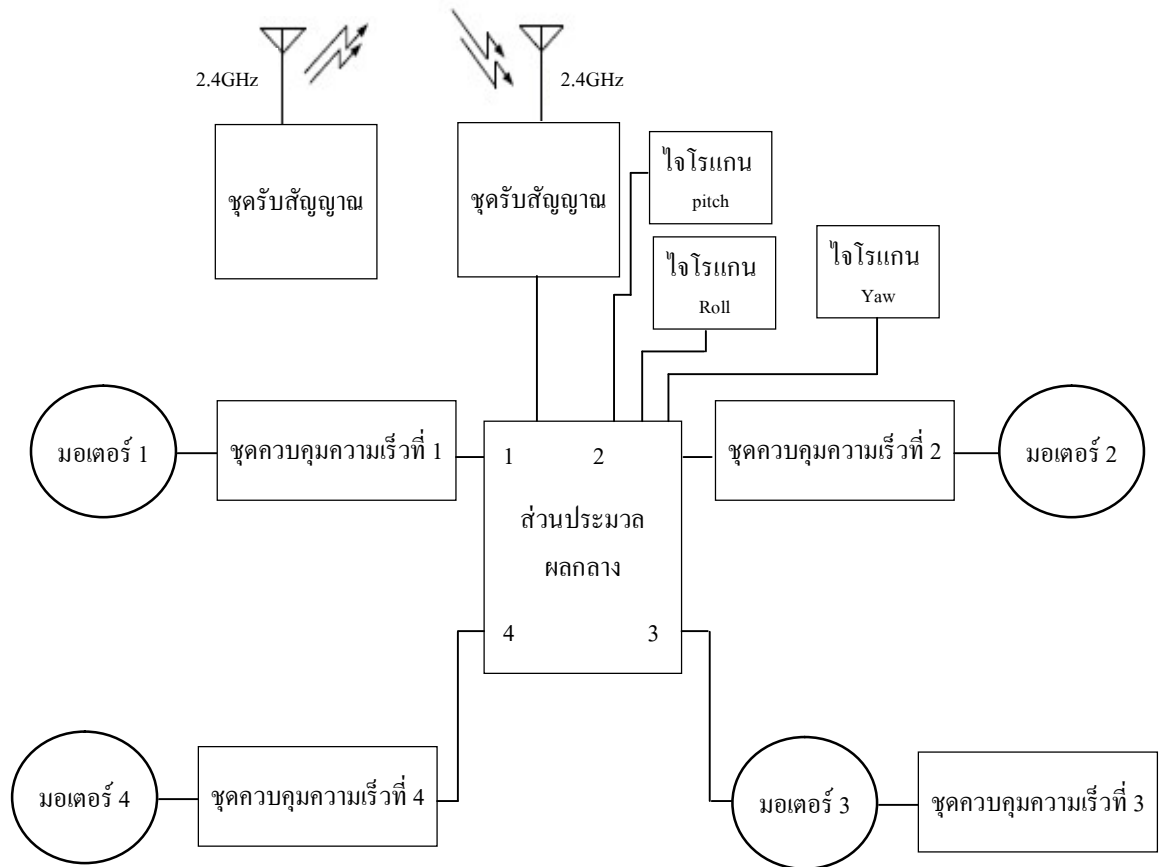 2.4GHz
2.4GHz
ชุดรับสัญญาณ
ชุดรับสัญญาณ
ไจโรแกน
pitch
ไจโรแกน
Roll
ไจโรแกน
Yaw
มอเตอร์ 1
ชุดควบคุมความเร็วที่ 1
1
2
ชุดควบคุมความเร็วที่ 2
มอเตอร์ 2
ส่วนประมวล
ผลกลาง
4
3
มอเตอร์ 4
ชุดควบคุมความเร็วที่ 4
มอเตอร์ 3
ชุดควบคุมความเร็วที่ 3